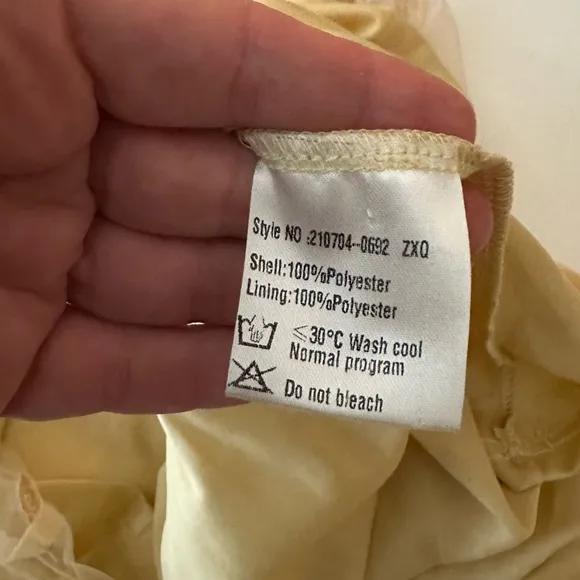 Style NO :210704--0692 ZXQ
Shell:100%Polyester
Lining:100%Polyester
≤30°C Wash cool
Normal program
Do not bleach